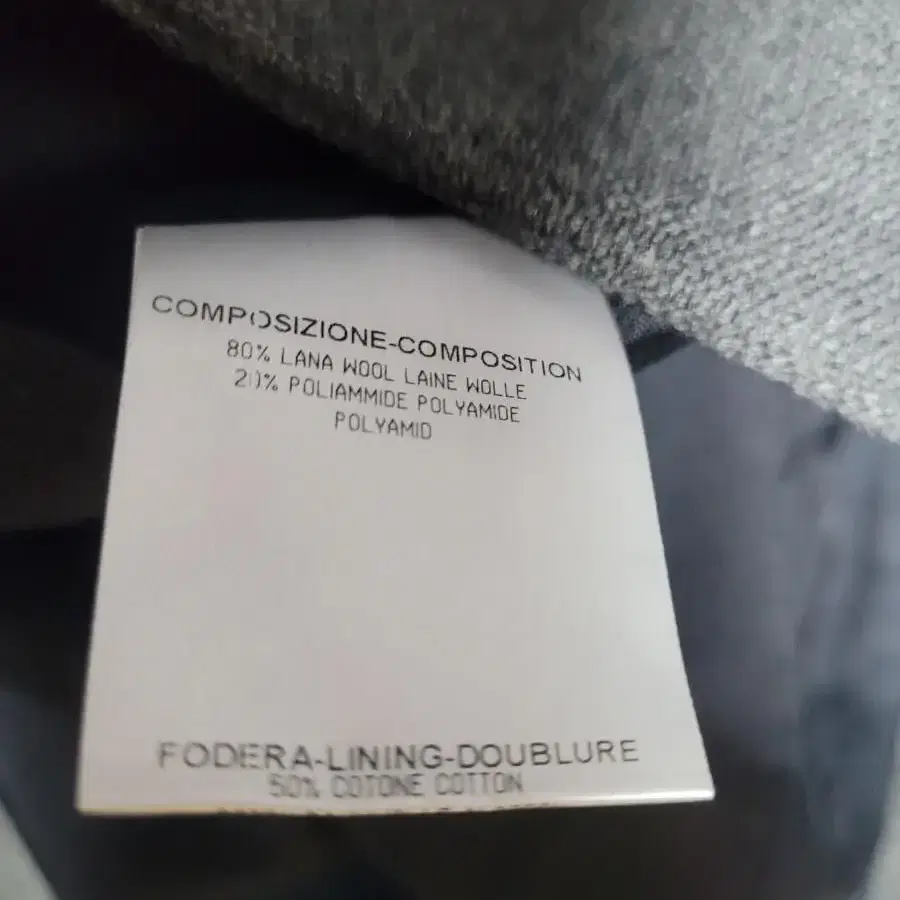 COMPOSIZIONE-COMPOSITION
80% LANA WOOL LAINE WOLLE
20% POLIAMMIDE POLYAMIDE
POLYAMID
FODERA-LINING-DOUBLURE
50% COTONE COTTON